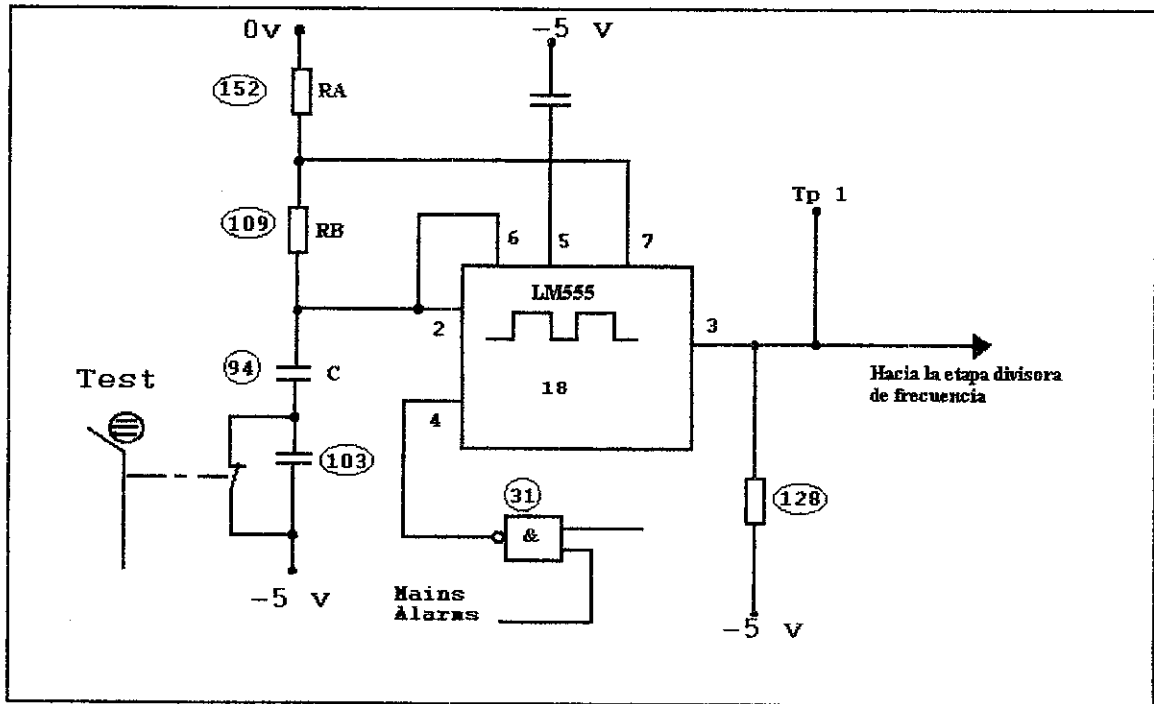 0v
-5 v
152
RA
Tp 1
109
RB
6
5
7
LM555
2
3
94
C
18
Hacia la etapa divisora
de frecuencia
Test
4
103
31
128
&
-5 v
Mains
Alarms
-5 v